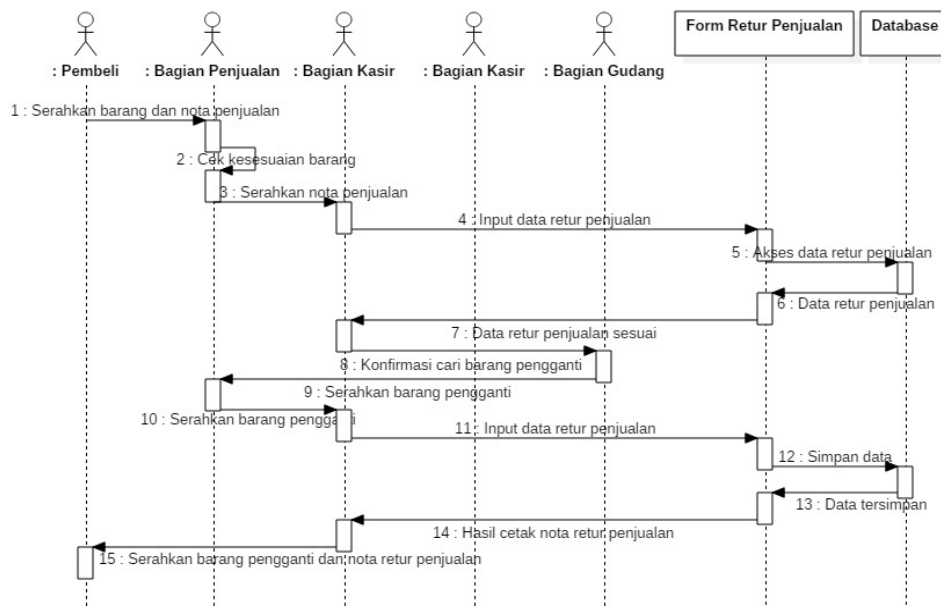 Form Retur Penjualan
Database
: Pembeli
: Bagian Penjualan
: Bagian Kasir
: Bagian Kasir
: Bagian Gudang
1 : Serahkan barang dan nota penjualan
2 : Cek kesesuaian barang
3 : Serahkan nota penjualan
4 : Input data retur penjualan
5 : Akses data retur penjualan
6 : Data retur penjualan
7 : Data retur penjualan sesuai
8 : Konfirmasi cari barang pengganti
9 : Serahkan barang pengganti
10 : Serahkan barang pengganti
11 : Input data retur penjualan
12 : Simpan data
13 : Data tersimpan
14 : Hasil cetak nota retur penjualan
15 : Serahkan barang pengganti dan nota retur penjualan